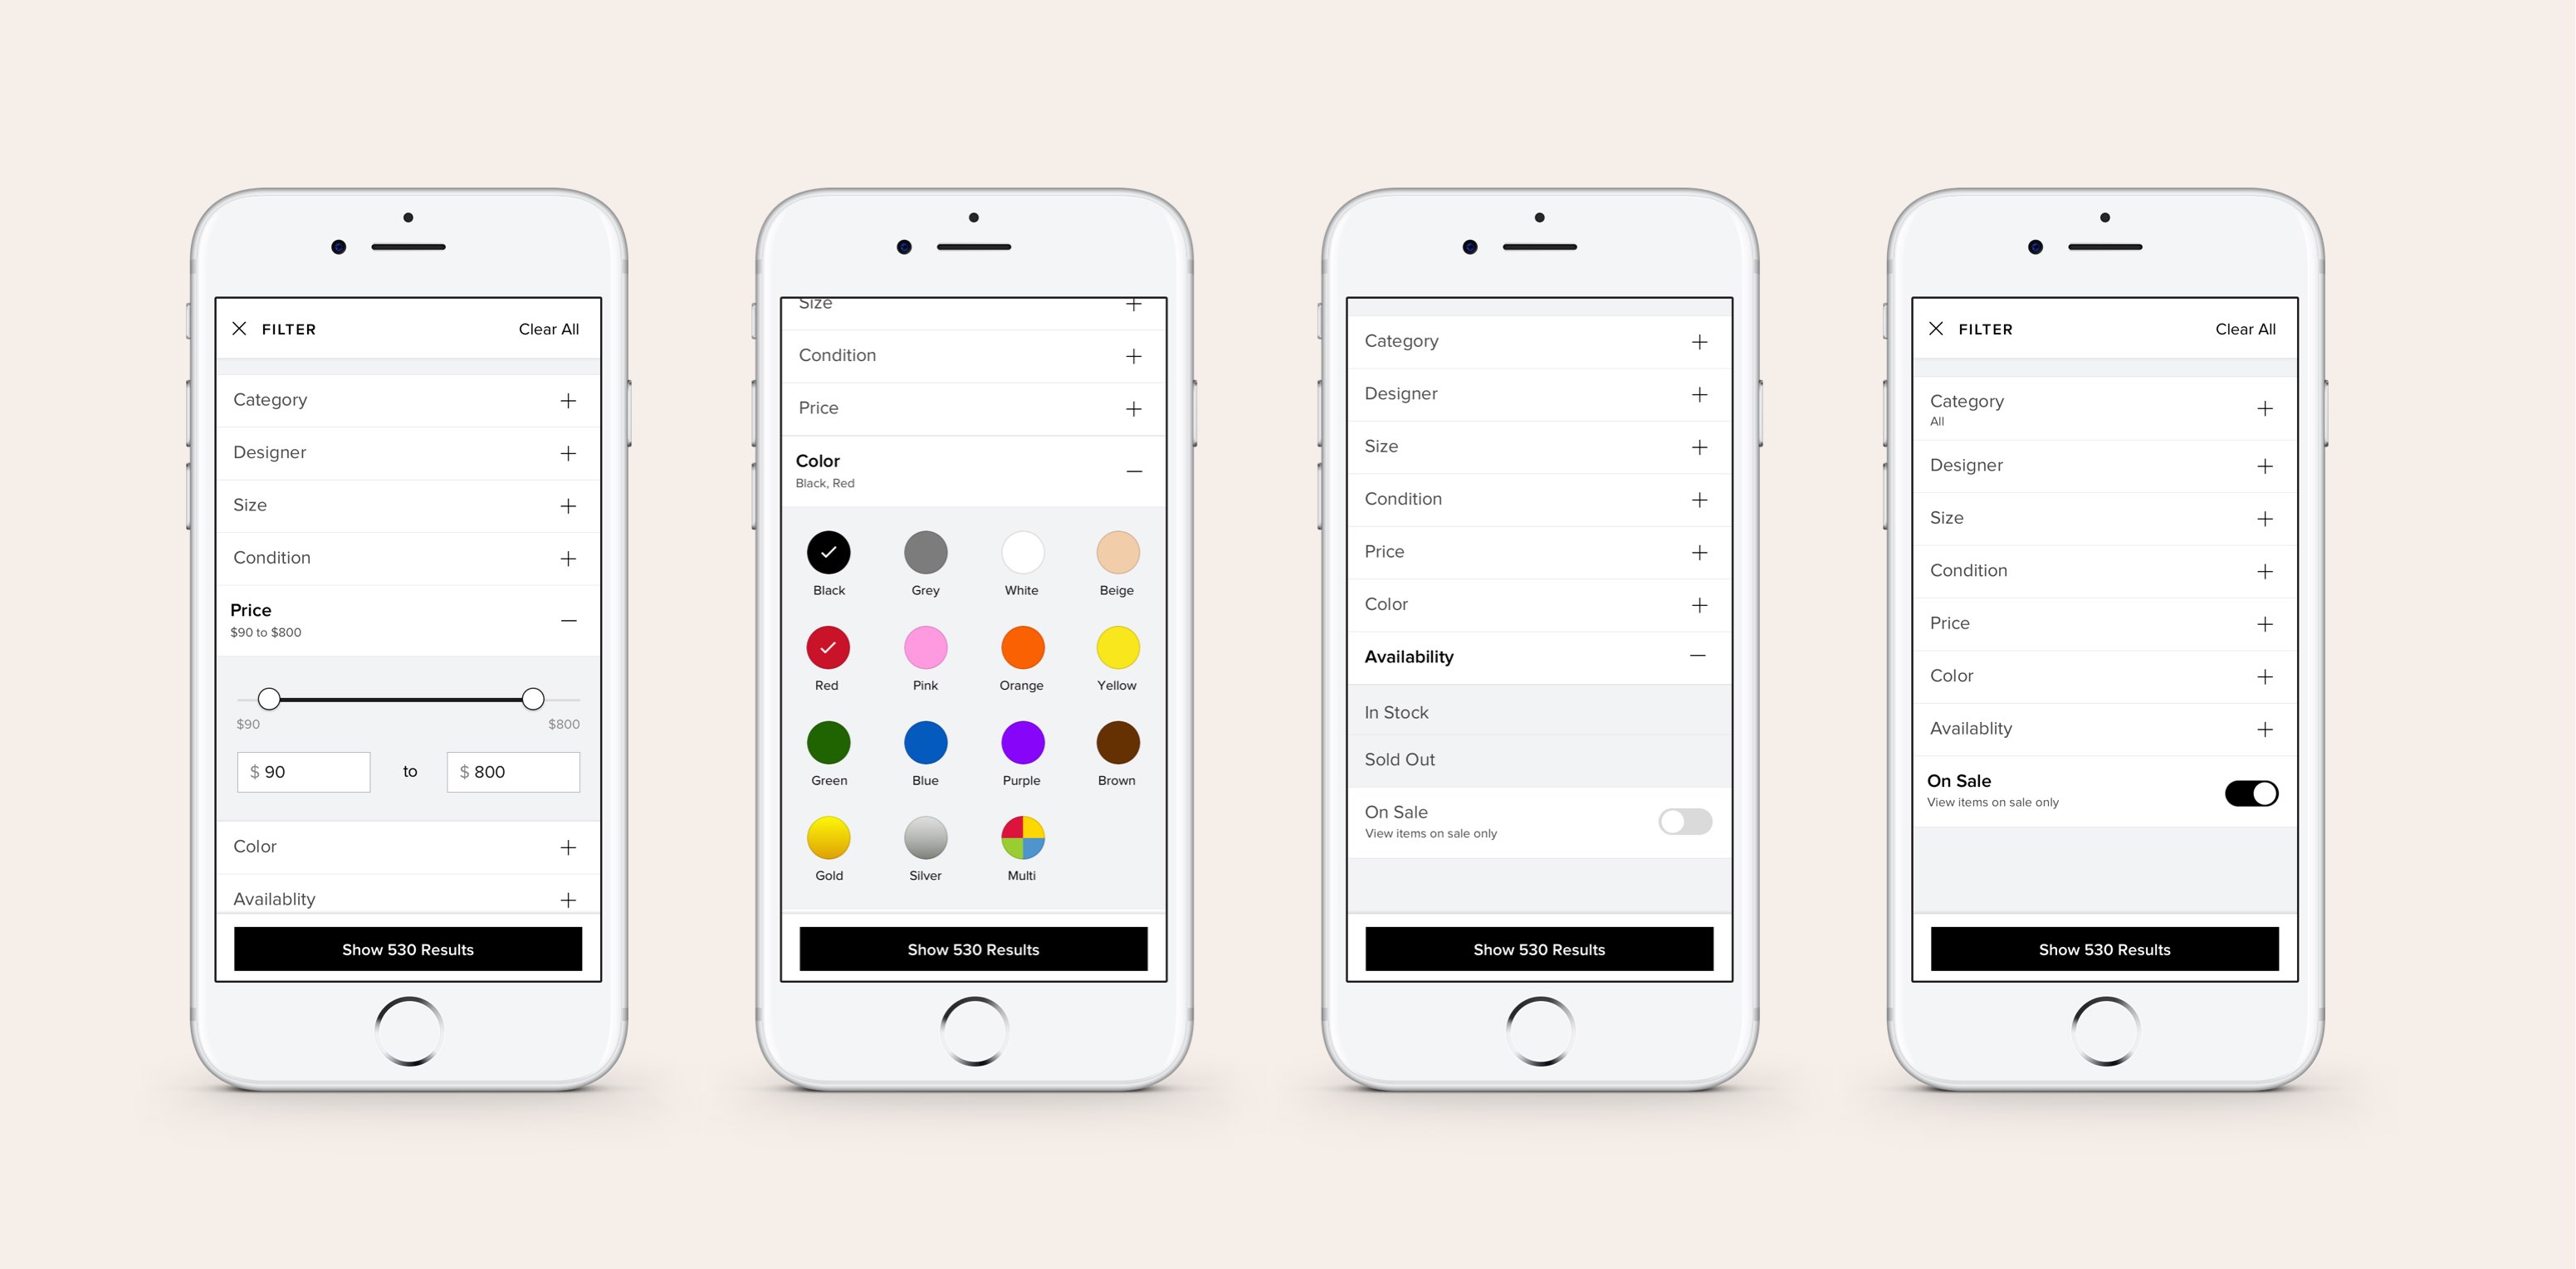 FILTER Clear All
Category
Designer
Size
Condition
Price
$90 to $800
$90 $800
$ 90 to $ 800
Color
Availablity
Show 530 Results
Size
Condition
Price
Color
Black, Red
Black Grey White Beige
Red Pink Orange Yellow
Green Blue Purple Brown
Gold Silver Multi
Show 530 Results
Category
Designer
Size
Condition
Price
Color
Availability
In Stock
Sold Out
On Sale
View items on sale only
Show 530 Results
FILTER Clear All
Category
All
Designer
Size
Condition
Price
Color
Availablity
On Sale
View items on sale only
Show 530 Results